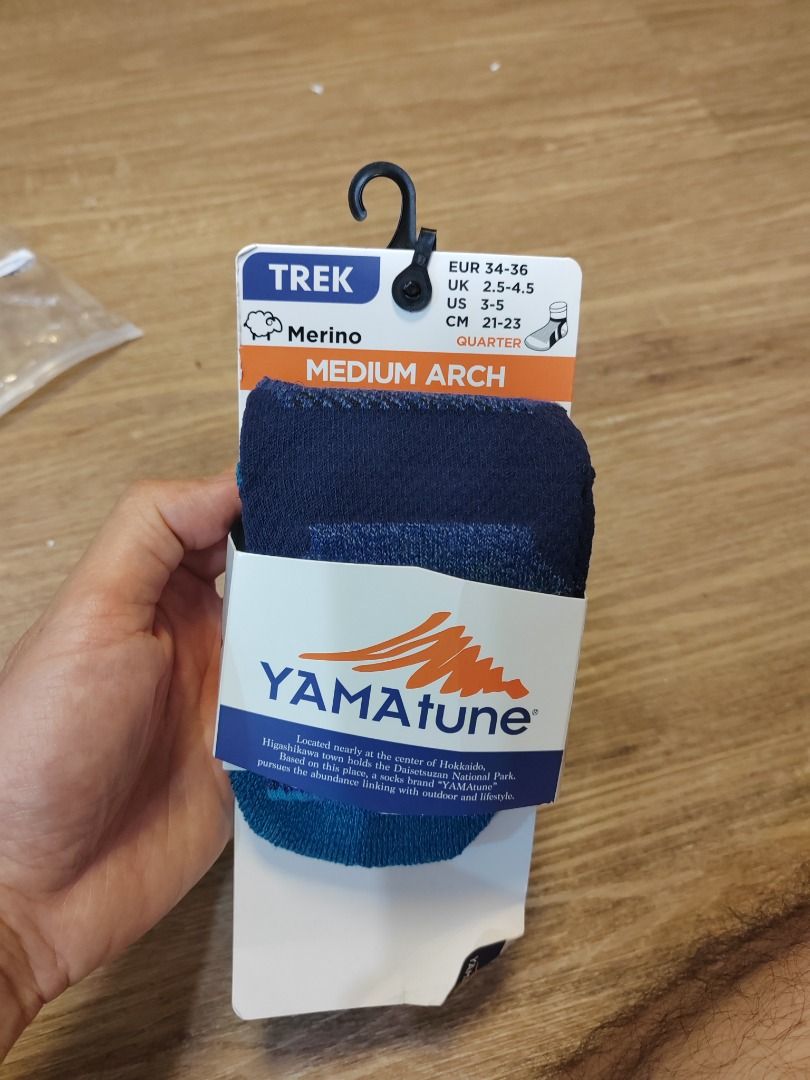 TREK
EUR 34-36
UK 2.5-4.5
US 3-5
CM 21-23
Merino
QUARTER
MEDIUM ARCH
YAMAtune®
Located nearly at the center of Hokkaido,
Higashikawa town holds the Daisetsuzan National Park.
Based on this place, a socks brand "YAMAtune"
pursues the abundance linking with outdoor and lifestyle.